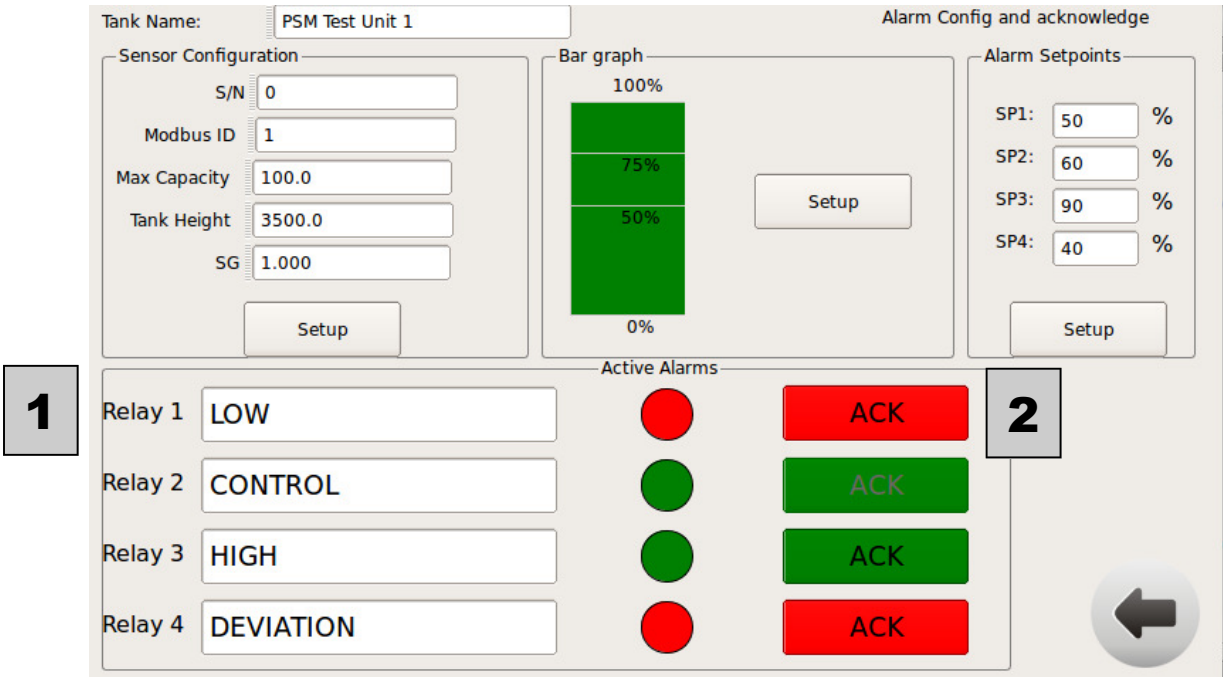 Tank Name: PSM Test Unit 1 Alarm Config and acknowledge
Sensor Configuration
S/N 0
Modbus ID 1
Max Capacity 100.0
Tank Height 3500.0
SG 1.000
Setup
Bar graph
100%
75%
50%
0%
Setup
Alarm Setpoints
SP1: 50 %
SP2: 60 %
SP3: 90 %
SP4: 40 %
Setup
Active Alarms
1
Relay 1 LOW ACK
2
Relay 2 CONTROL ACK
Relay 3 HIGH ACK
Relay 4 DEVIATION ACK